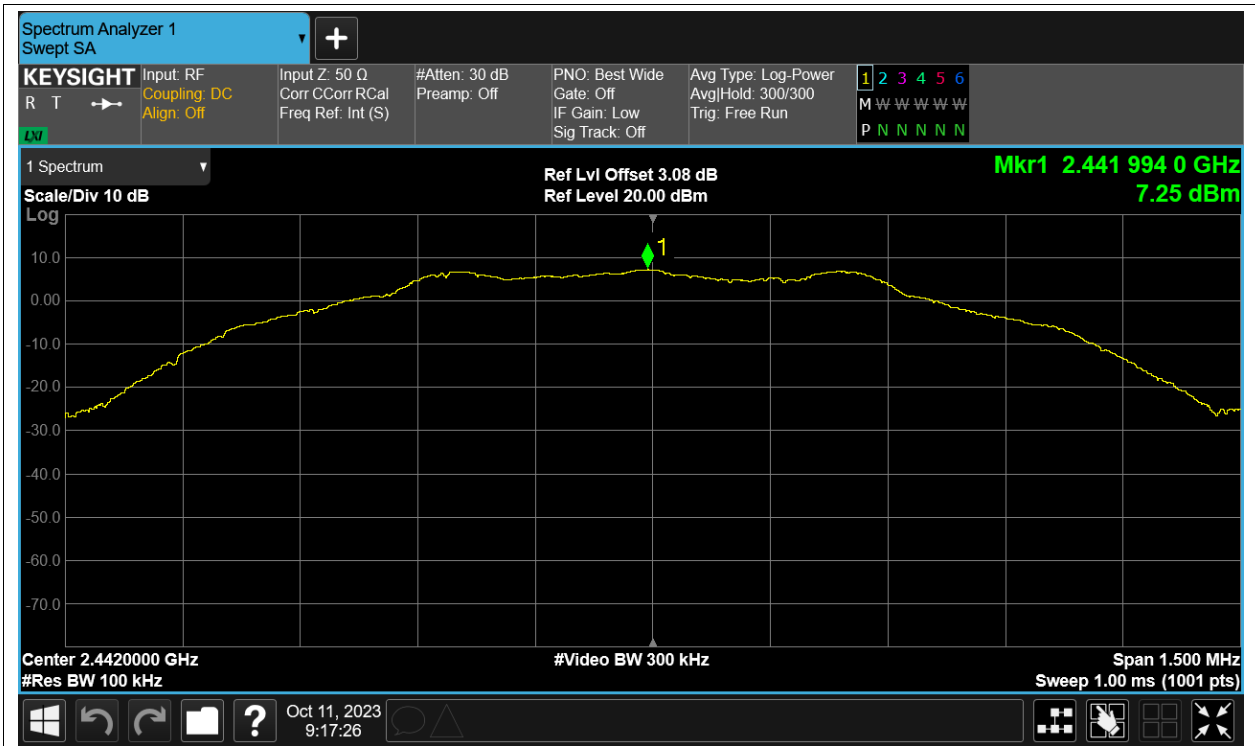 Spectrum Analyzer 1
Swept SA
KEYSIGHT
R T
LXI
Input: RF
Coupling: DC
Align: Off
Input Z: 50 Ω
Corr CCorr RCal
Freq Ref: Int (S)
#Atten: 30 dB
Preamp: Off
PNO: Best Wide
Gate: Off
IF Gain: Low
Sig Track: Off
Avg Type: Log-Power
Avg|Hold: 300/300
Trig: Free Run
1 2 3 4 5 6
M W W W W W
P N N N N N
1 Spectrum
Scale/Div 10 dB
Log
Ref Lvl Offset 3.08 dB
Ref Level 20.00 dBm
Mkr1 2.441 994 0 GHz
7.25 dBm
1
10.0
0.00
-10.0
-20.0
-30.0
-40.0
-50.0
-60.0
-70.0
Center 2.4420000 GHz
#Res BW 100 kHz
#Video BW 300 kHz
Span 1.500 MHz
Sweep 1.00 ms (1001 pts)
?
Oct 11, 2023
9:17:26